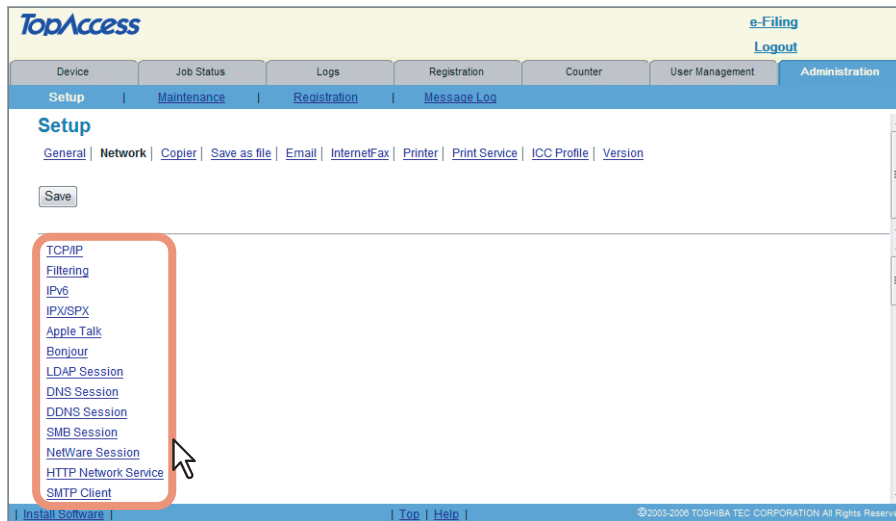 TopAccess
e-Filing
Logout
Device Job Status Logs Registration Counter User Management Administration
Setup | Maintenance | Registration | Message Log
Setup
General | Network | Copier | Save as file | Email | InternetFax | Printer | Print Service | ICC Profile | Version
Save
TCP/IP
Filtering
IPv6
IPX/SPX
Apple Talk
Bonjour
LDAP Session
DNS Session
DDNS Session
SMB Session
NetWare Session
HTTP Network Service
SMTP Client
| Install Software | | Top | Help | ©2003-2006 TOSHIBA TEC CORPORATION All Rights Reserve